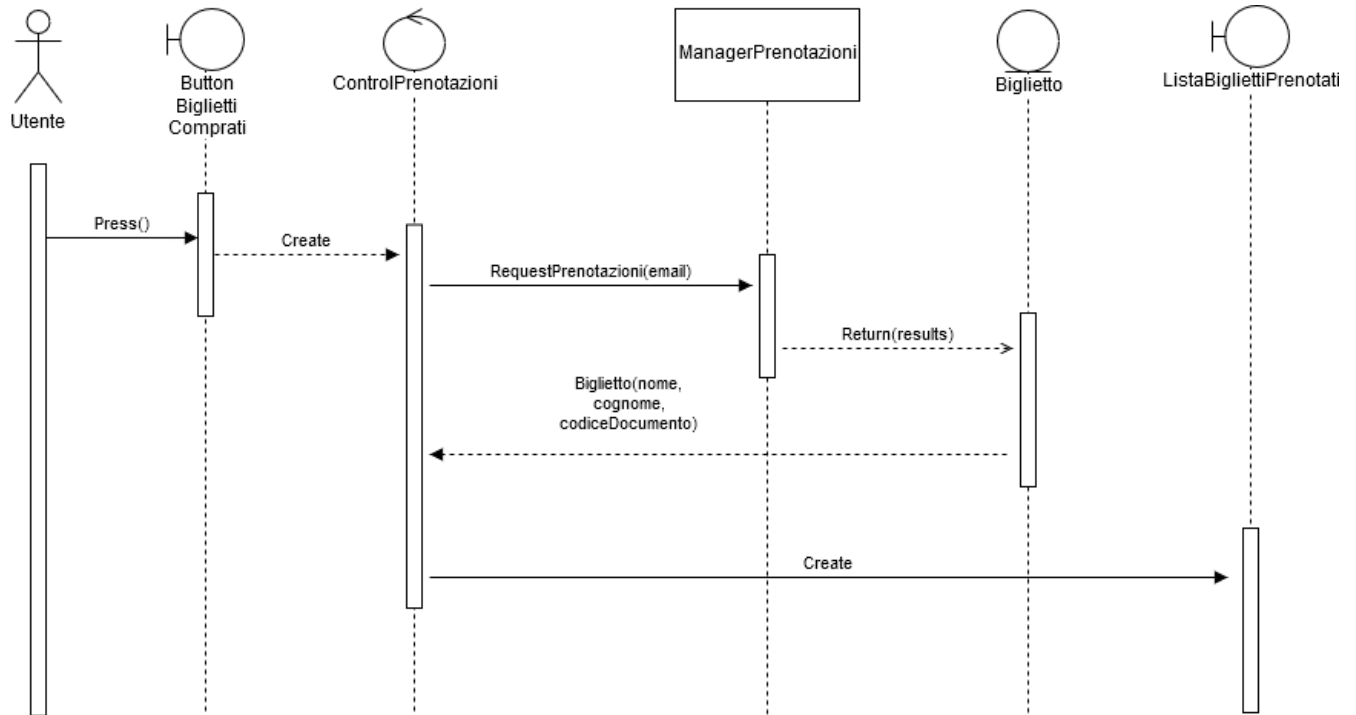 Utente
Button
Biglietti
Comprati
ControlPrenotazioni
ManagerPrenotazioni
Biglietto
ListaBigliettiPrenotati
Press()
Create
RequestPrenotazioni(email)
Return(results)
Biglietto(nome,
cognome,
codiceDocumento)
Create